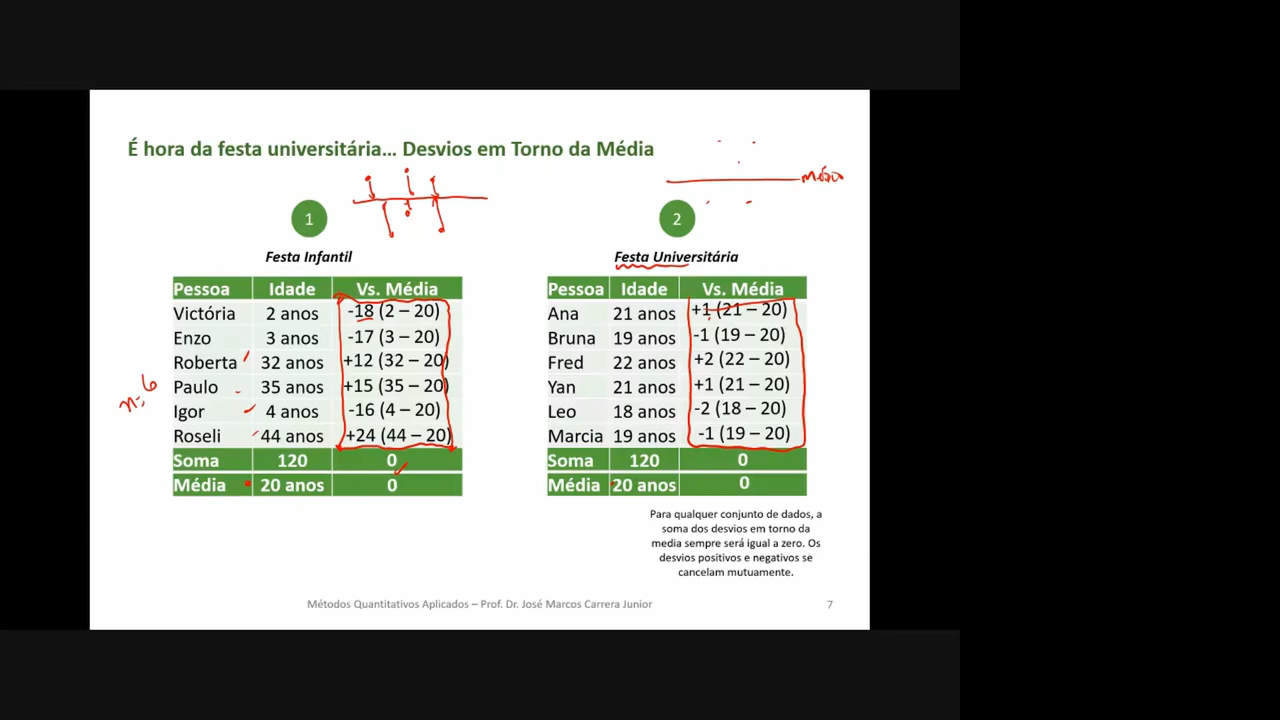 É hora da festa universitária... Desvios em Torno da Média
média
1
2
Festa Infantil
Festa Universitária
Pessoa Idade Vs. Média
Victória 2 anos -18 (2 – 20)
Enzo 3 anos -17 (3 – 20)
Roberta 32 anos +12 (32 – 20)
Paulo 35 anos +15 (35 – 20)
Igor 4 anos -16 (4 – 20)
Roseli 44 anos +24 (44 – 20)
Soma 120 0
Média 20 anos 0
n=6
Pessoa Idade Vs. Média
Ana 21 anos +1 (21 – 20)
Bruna 19 anos -1 (19 – 20)
Fred 22 anos +2 (22 – 20)
Yan 21 anos +1 (21 – 20)
Leo 18 anos -2 (18 – 20)
Marcia 19 anos -1 (19 – 20)
Soma 120 0
Média 20 anos 0
Para qualquer conjunto de dados, a
soma dos desvios em torno da
media sempre será igual a zero. Os
desvios positivos e negativos se
cancelam mutuamente.
Métodos Quantitativos Aplicados – Prof. Dr. José Marcos Carrera Junior
7